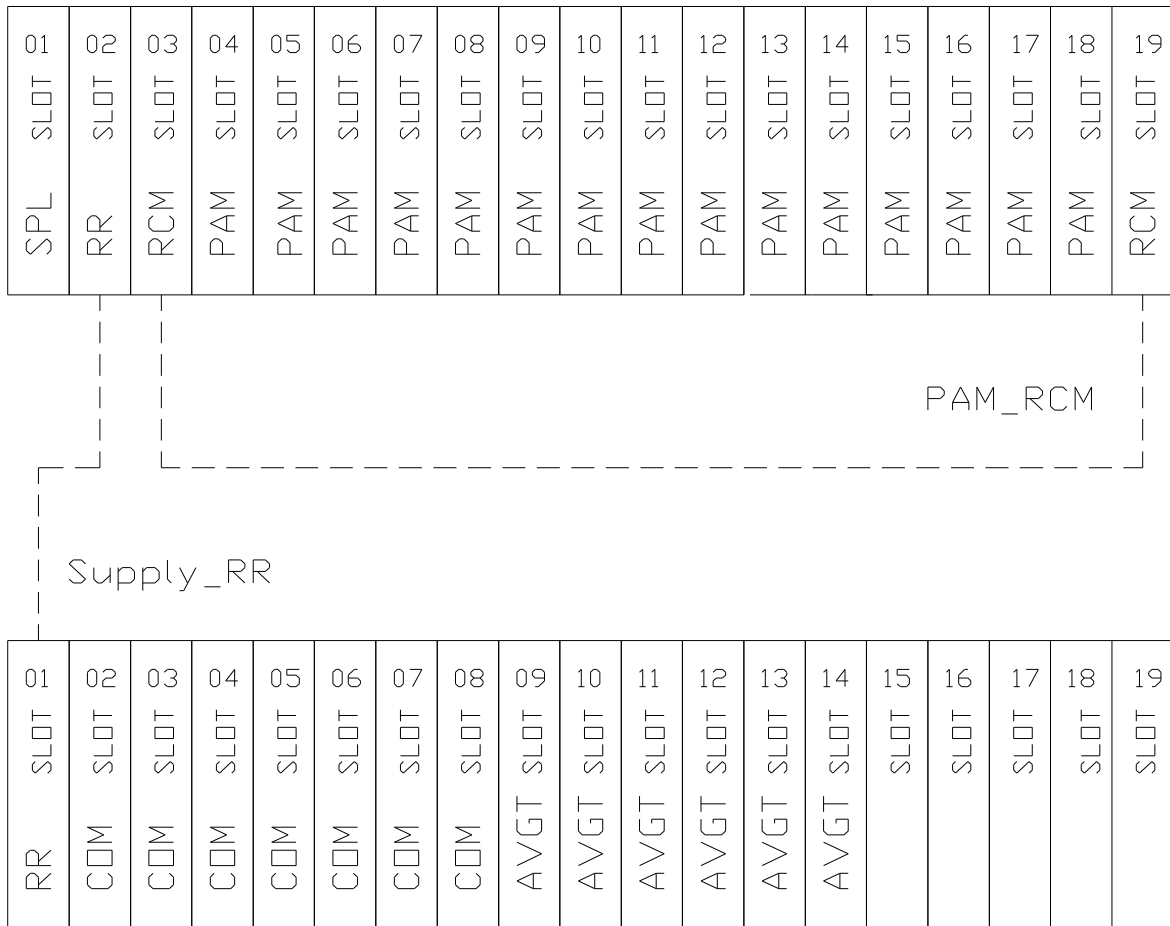 01 02 03 04 05 06 07 08 09 10 11 12 13 14 15 16 17 18 19
SLOT SLOT SLOT SLOT SLOT SLOT SLOT SLOT SLOT SLOT SLOT SLOT SLOT SLOT SLOT SLOT SLOT SLOT SLOT
SPL RR RCM PAM PAM PAM PAM PAM PAM PAM PAM PAM PAM PAM PAM PAM PAM PAM RCM
PAM_RCM
Supply_RR
01 02 03 04 05 06 07 08 09 10 11 12 13 14 15 16 17 18 19
SLOT SLOT SLOT SLOT SLOT SLOT SLOT SLOT SLOT SLOT SLOT SLOT SLOT SLOT SLOT SLOT SLOT SLOT SLOT
RR COM COM COM COM COM COM COM AVGT AVGT AVGT AVGT AVGT AVGT